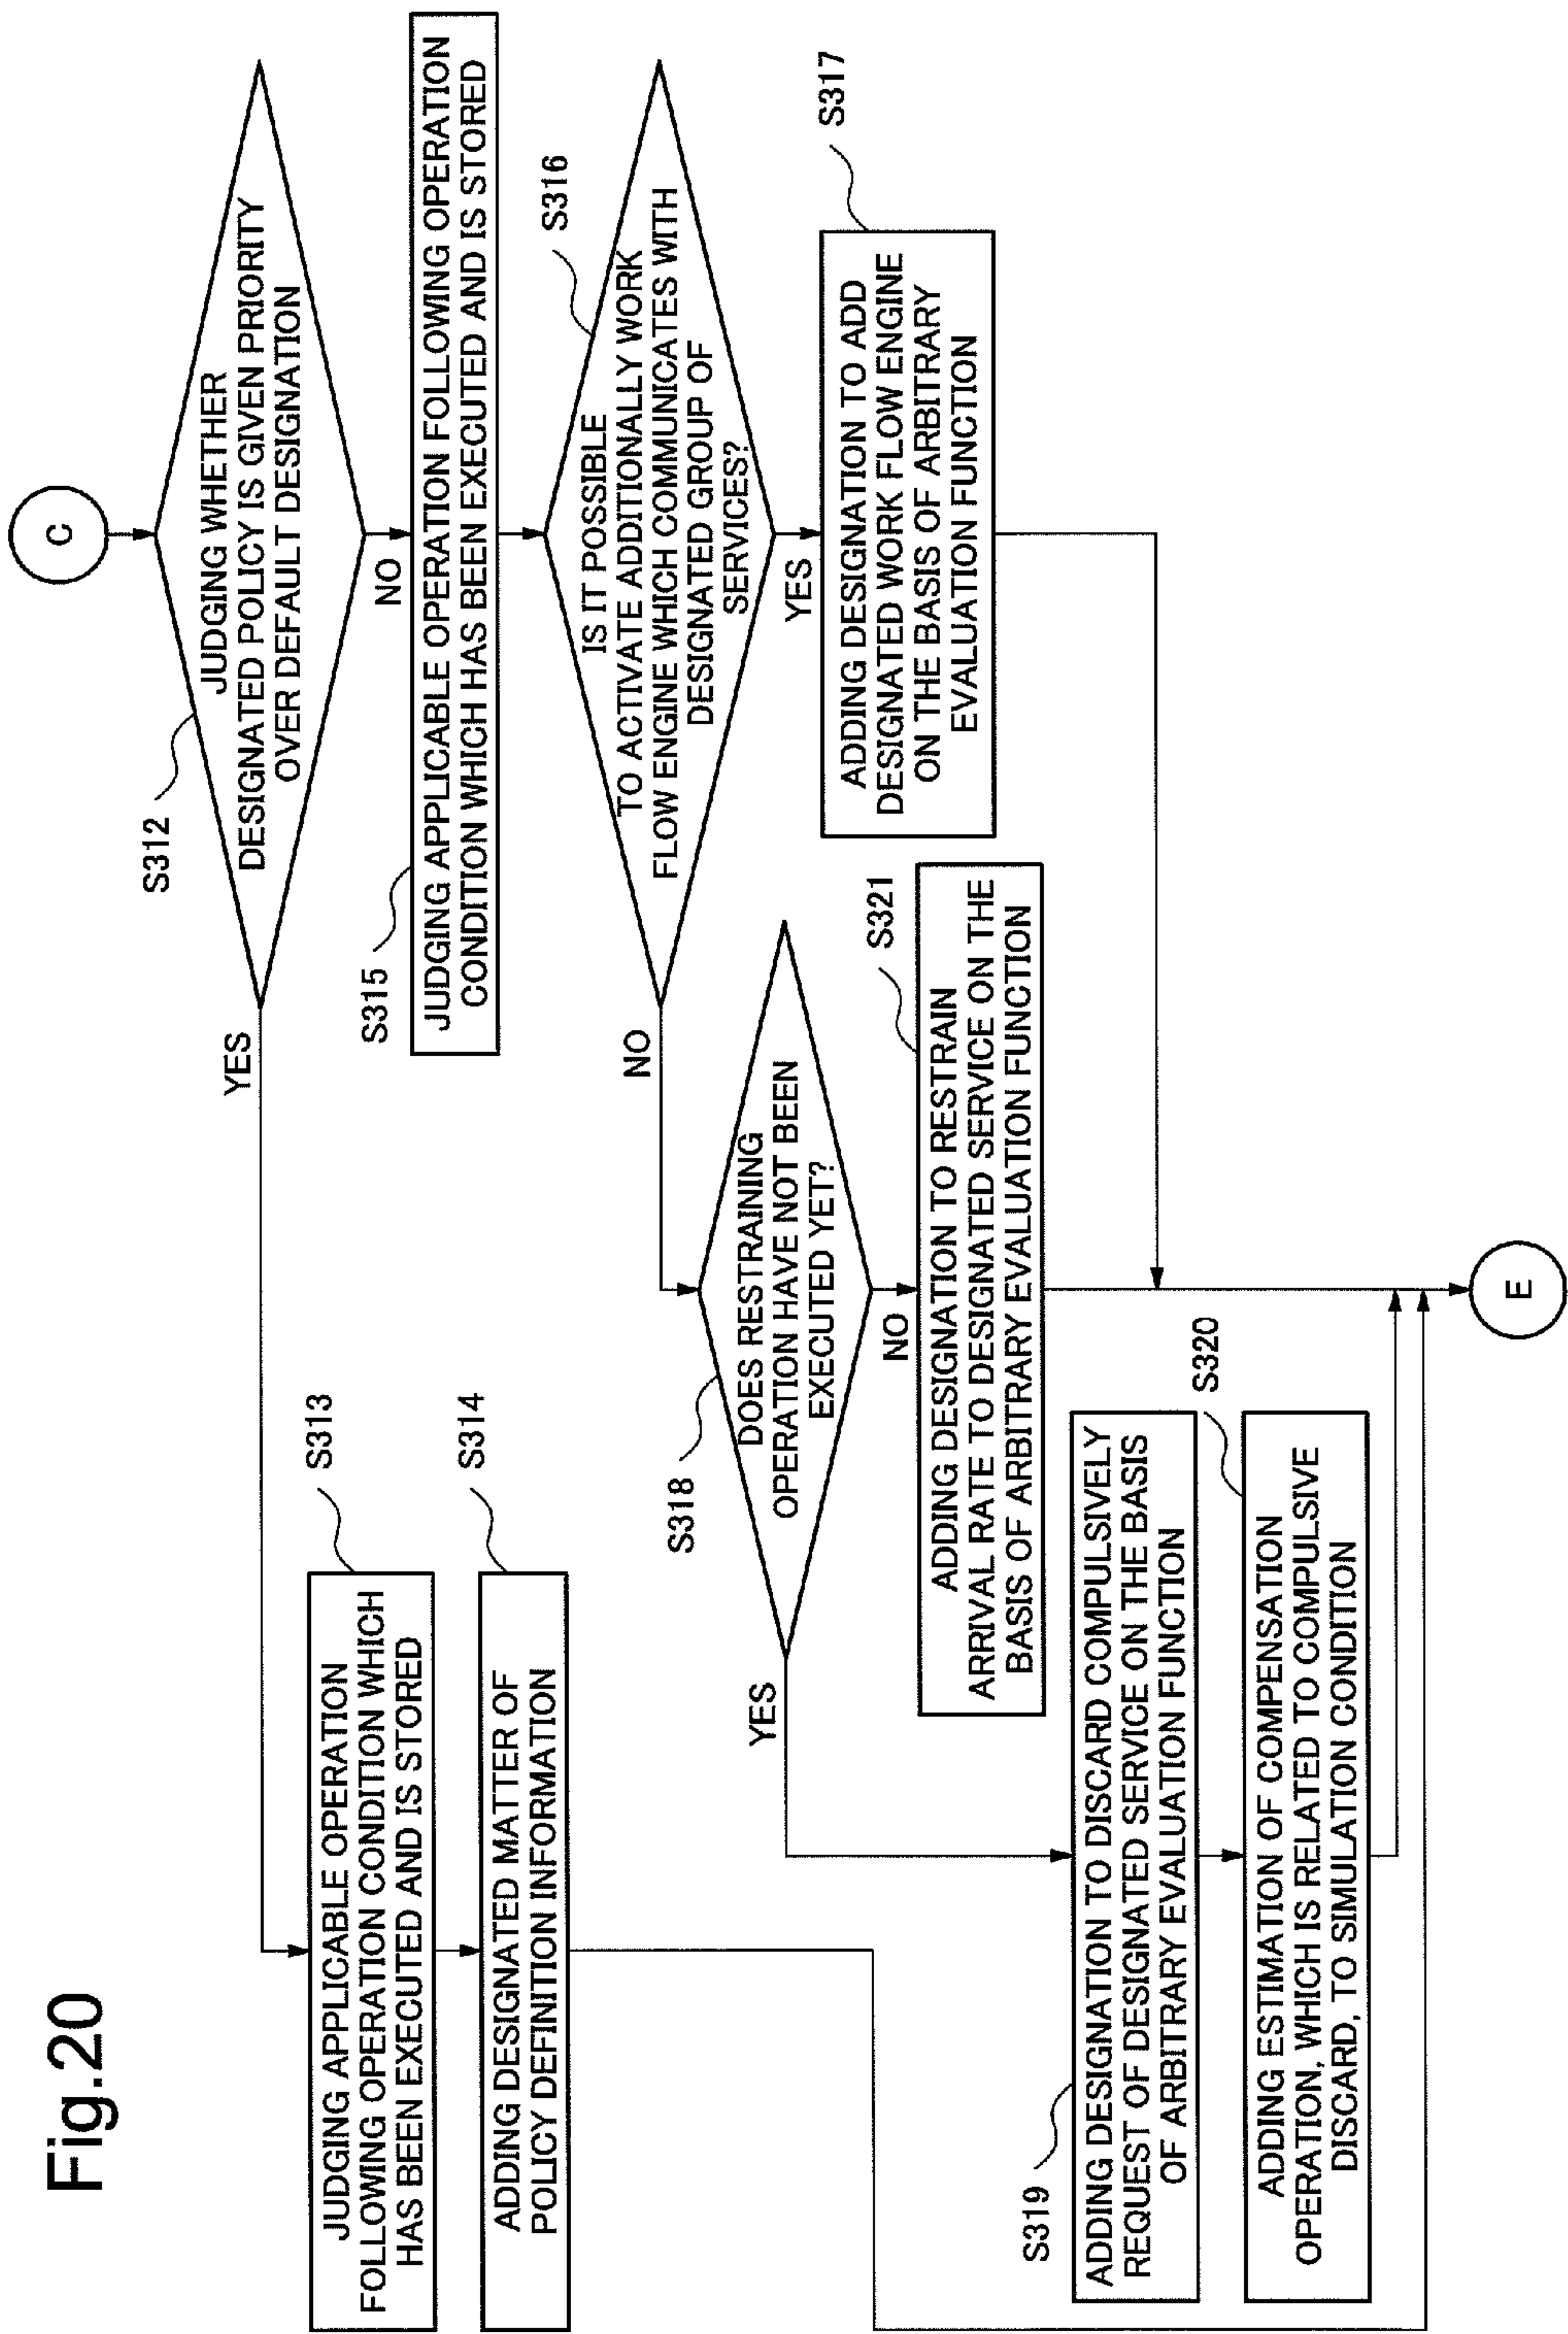 Fig.20
C
S312
JUDGING WHETHER
DESIGNATED POLICY IS GIVEN PRIORITY
OVER DEFAULT DESIGNATION
YES
NO
S313
JUDGING APPLICABLE OPERATION
FOLLOWING OPERATION CONDITION WHICH
HAS BEEN EXECUTED AND IS STORED
S314
ADDING DESIGNATED MATTER OF
POLICY DEFINITION INFORMATION
S315
JUDGING APPLICABLE OPERATION FOLLOWING OPERATION
CONDITION WHICH HAS BEEN EXECUTED AND IS STORED
S316
IS IT POSSIBLE
TO ACTIVATE ADDITIONALLY WORK
FLOW ENGINE WHICH COMMUNICATES WITH
DESIGNATED GROUP OF
SERVICES?
NO
YES
S317
ADDING DESIGNATION TO ADD
DESIGNATED WORK FLOW ENGINE
ON THE BASIS OF ARBITRARY
EVALUATION FUNCTION
S318
DOES RESTRAINING
OPERATION HAVE NOT BEEN
EXECUTED YET?
YES
NO
S321
ADDING DESIGNATION TO RESTRAIN
ARRIVAL RATE TO DESIGNATED SERVICE ON THE
BASIS OF ARBITRARY EVALUATION FUNCTION
S319
ADDING DESIGNATION TO DISCARD COMPULSIVELY
REQUEST OF DESIGNATED SERVICE ON THE BASIS
OF ARBITRARY EVALUATION FUNCTION
S320
ADDING ESTIMATION OF COMPENSATION
OPERATION, WHICH IS RELATED TO COMPULSIVE
DISCARD, TO SIMULATION CONDITION
E